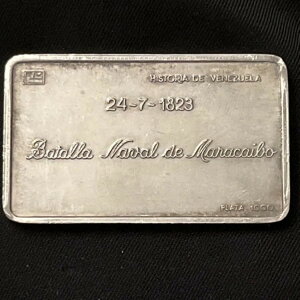 HISTORIA DE VENEZUELA
24-7-1823
Batalla Naval de Maracaibo
PLATA 1000